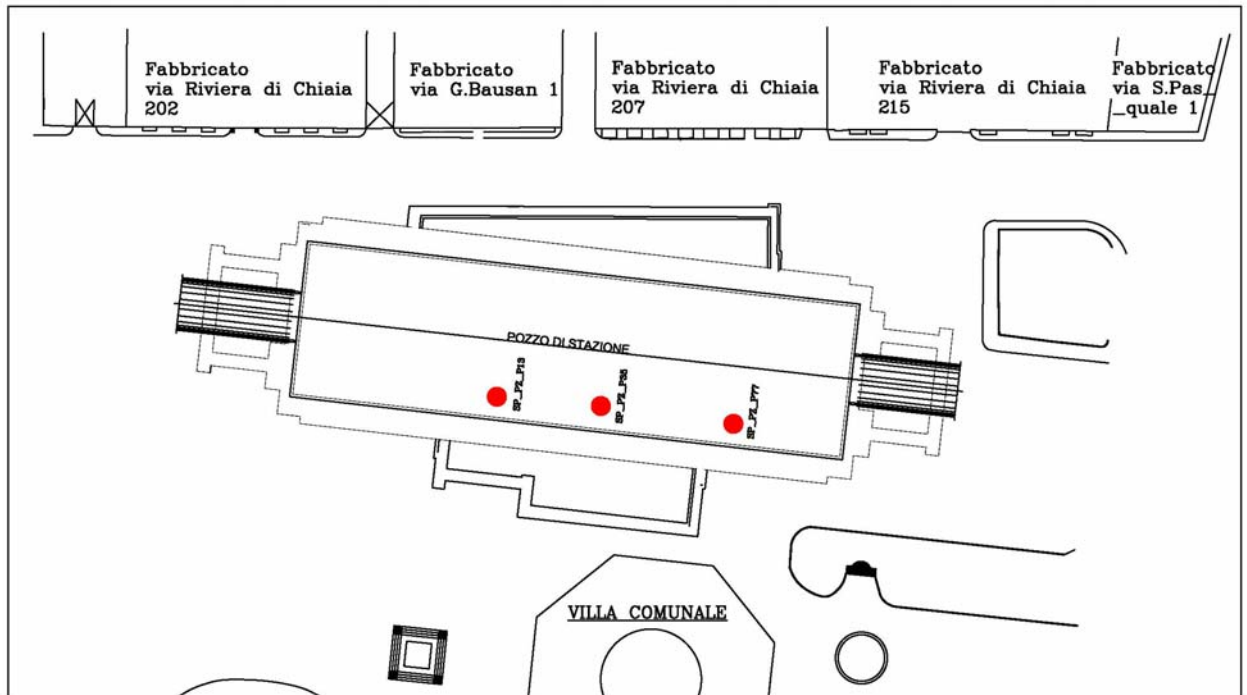 Fabbricato
via Riviera di Chiaia
202
Fabbricato
via G.Bausan 1
Fabbricato
via Riviera di Chiaia
207
Fabbricato
via Riviera di Chiaia
215
Fabbricato
via S.Pas_
_quale 1
POZZO DI STAZIONE
SP_PZ_P13
SP_PZ_P35
SP_PZ_P77
VILLA COMUNALE